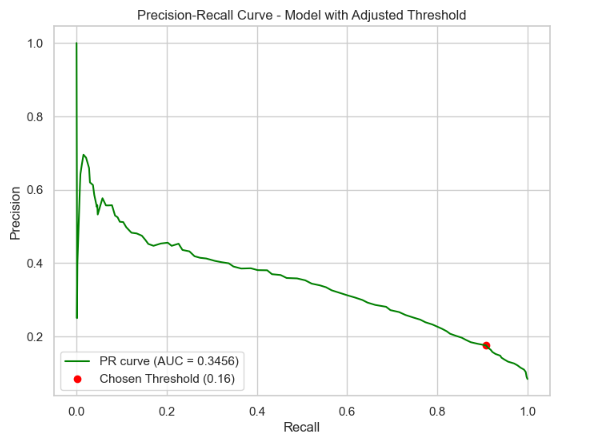 Precision-Recall Curve - Model with Adjusted Threshold
1.0
0.8
0.6
0.4
0.2
Precision
PR curve (AUC = 0.3456)
Chosen Threshold (0.16)
0.0 0.2 0.4 0.6 0.8 1.0
Recall